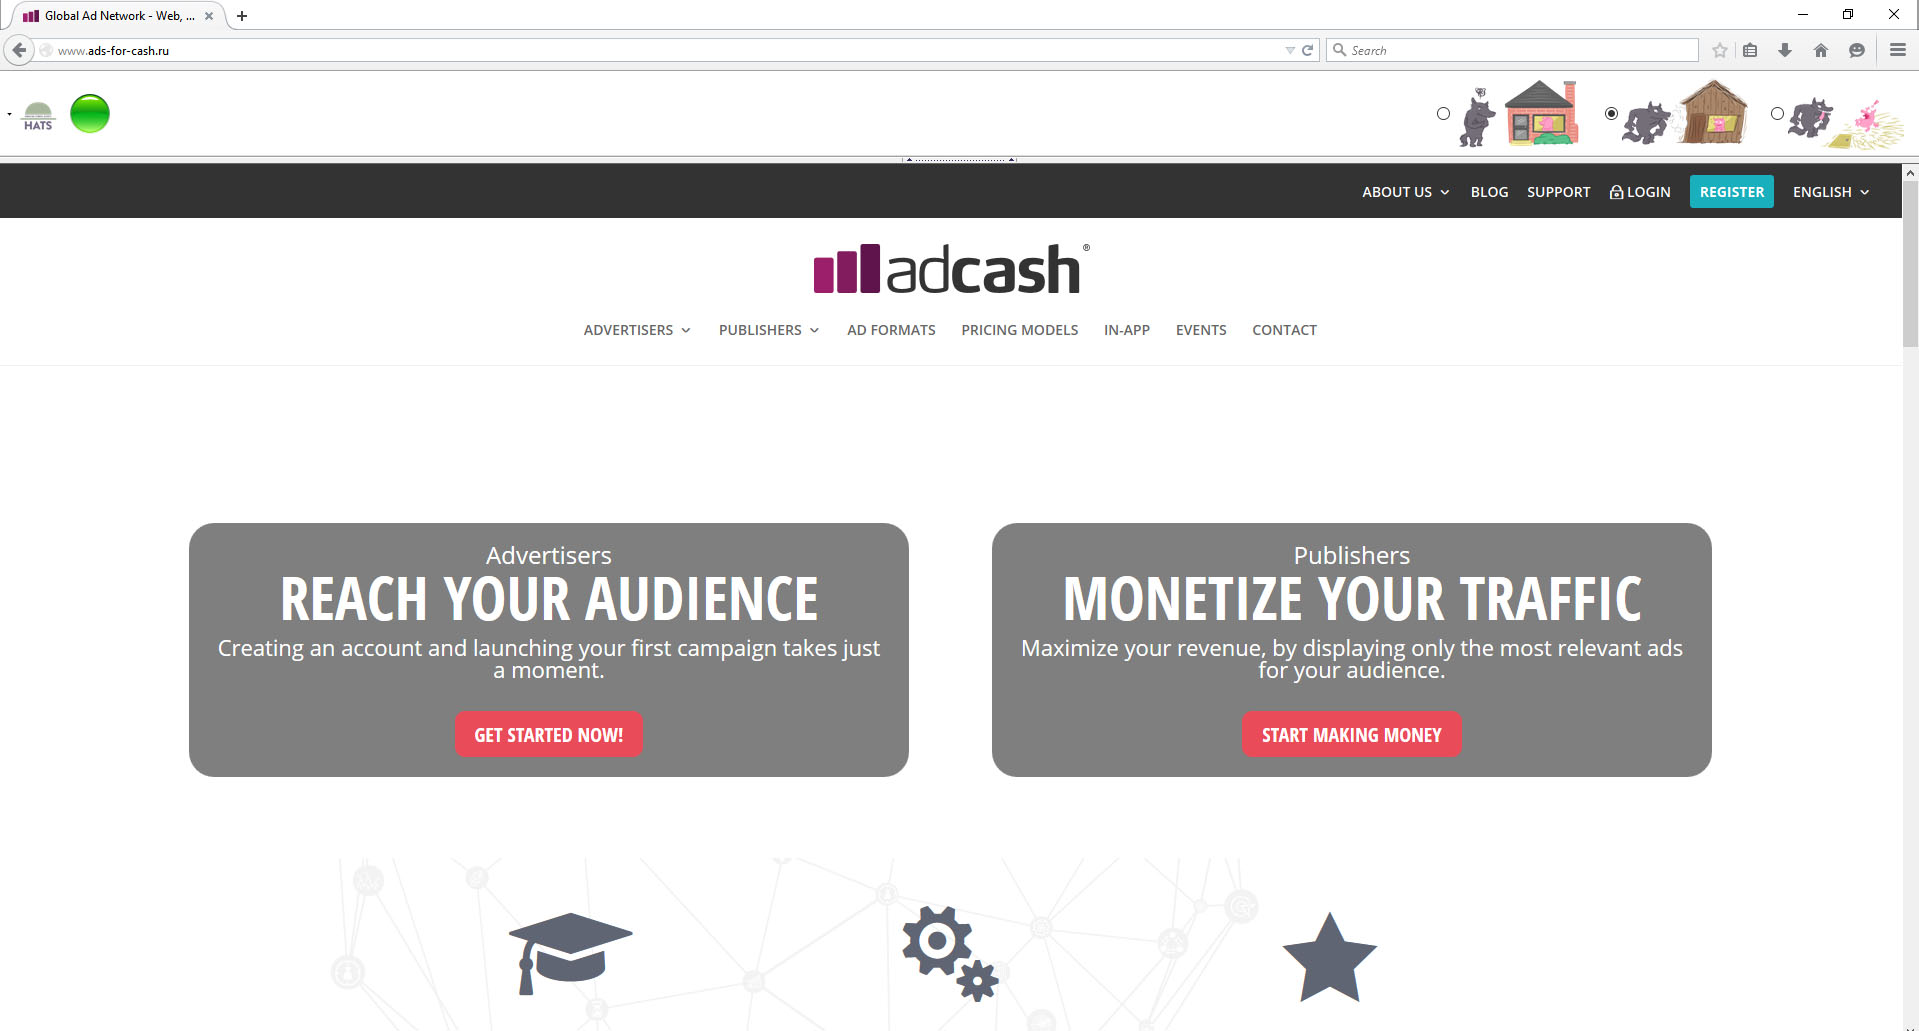 Global Ad Network - Web, ...
www.ads-for-cash.ru
Search
HATS
ABOUT US
BLOG
SUPPORT
LOGIN
REGISTER
ENGLISH
adcash®
ADVERTISERS
PUBLISHERS
AD FORMATS
PRICING MODELS
IN-APP
EVENTS
CONTACT
Advertisers
REACH YOUR AUDIENCE
Creating an account and launching your first campaign takes just
a moment.
GET STARTED NOW!
Publishers
MONETIZE YOUR TRAFFIC
Maximize your revenue, by displaying only the most relevant ads
for your audience.
START MAKING MONEY